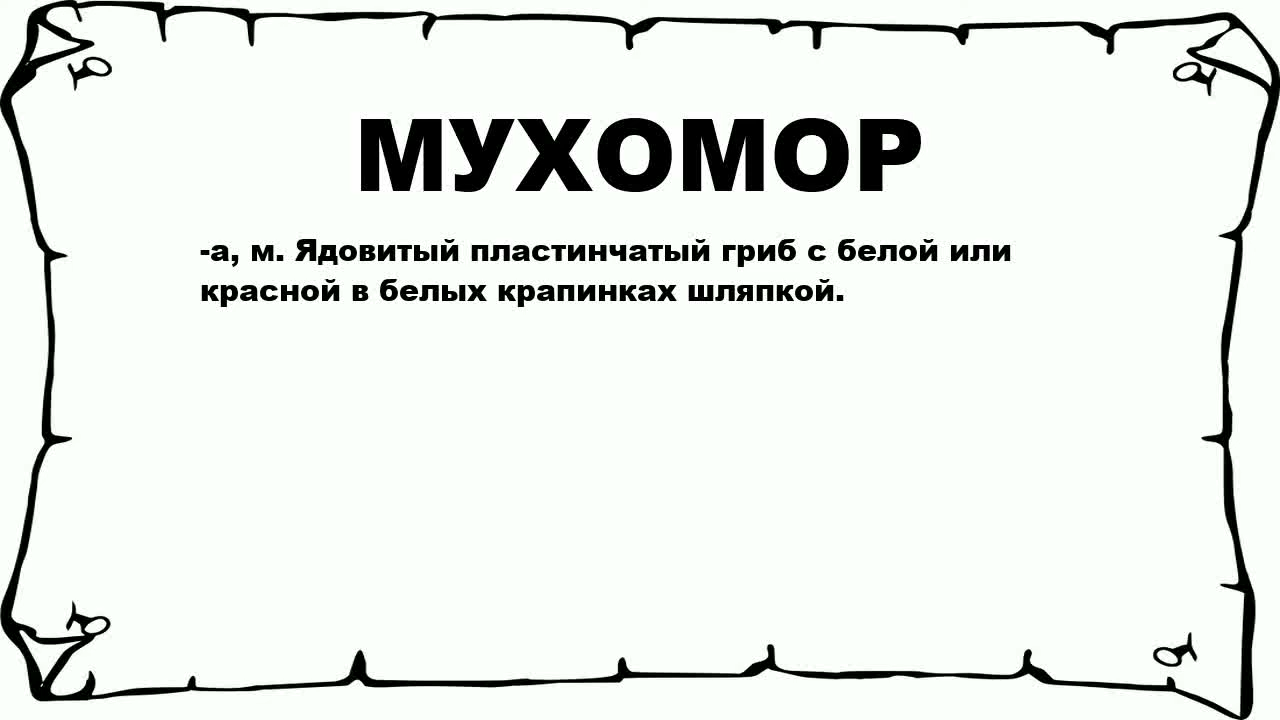 МУХОМОР
-а, м. Ядовитый пластинчатый гриб с белой или
красной в белых крапинках шляпкой.